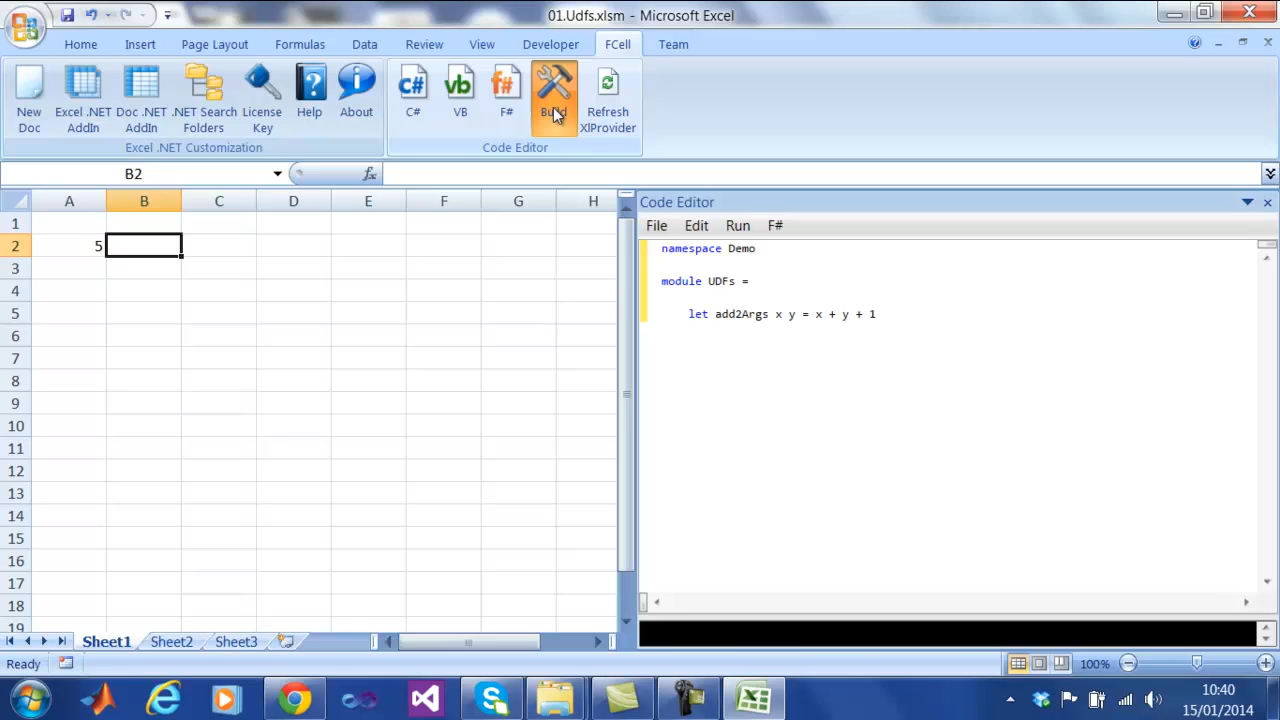 01.Udfs.xlsm - Microsoft Excel
Home Insert Page Layout Formulas Data Review View Developer FCell Team
New Doc
Excel .NET AddIn
Doc .NET AddIn
.NET Search Folders
License Key
Help
About
C#
VB
F#
Build
Refresh XlProvider
Excel .NET Customization
Code Editor
B2
fx
A B C D E F G H
1
2 5
3
4
5
6
7
8
9
10
11
12
13
14
15
16
17
18
19
Code Editor
File Edit Run F#
namespace Demo
module UDFs =
let add2Args x y = x + y + 1
Sheet1 Sheet2 Sheet3
Ready
100%
10:40
15/01/2014